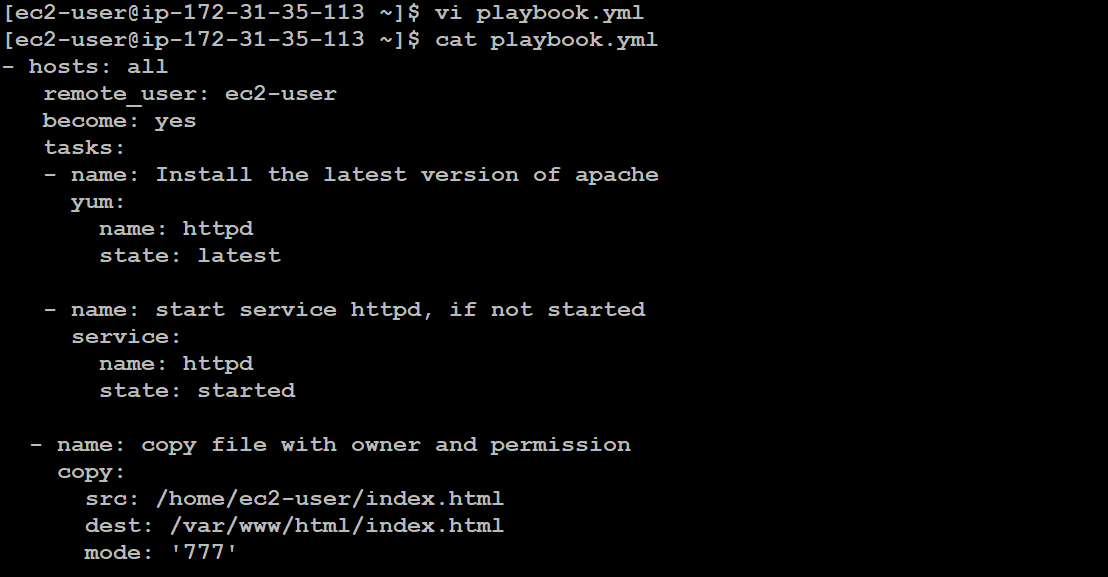 [ec2-user@ip-172-31-35-113 ~]$ vi playbook.yml
[ec2-user@ip-172-31-35-113 ~]$ cat playbook.yml
- hosts: all
   remote_user: ec2-user
   become: yes
   tasks:
   - name: Install the latest version of apache
     yum:
       name: httpd
       state: latest

   - name: start service httpd, if not started
     service:
       name: httpd
       state: started

  - name: copy file with owner and permission
    copy:
      src: /home/ec2-user/index.html
      dest: /var/www/html/index.html
      mode: '777'